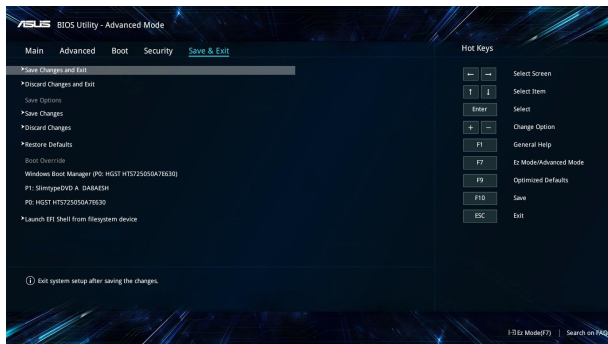 ASUS BIOS Utility - Advanced Mode
Main Advanced Boot Security Save & Exit
Save Changes and Exit
Discard Changes and Exit
Save Options
Save Changes
Discard Changes
Restore Defaults
Boot Override
Windows Boot Manager (P0: HGST HTS725050A7E630)
P1: SlimtypeDVD A DA8AESH
P0: HGST HTS725050A7E630
Launch EFI Shell from filesystem device
Exit system setup after saving the changes.
Hot Keys
← → Select Screen
↑ ↓ Select Item
Enter Select
+ − Change Option
F1 General Help
F7 Ez Mode/Advanced Mode
F9 Optimized Defaults
F10 Save
ESC Exit
Ez Mode(F7) | Search on FAQ